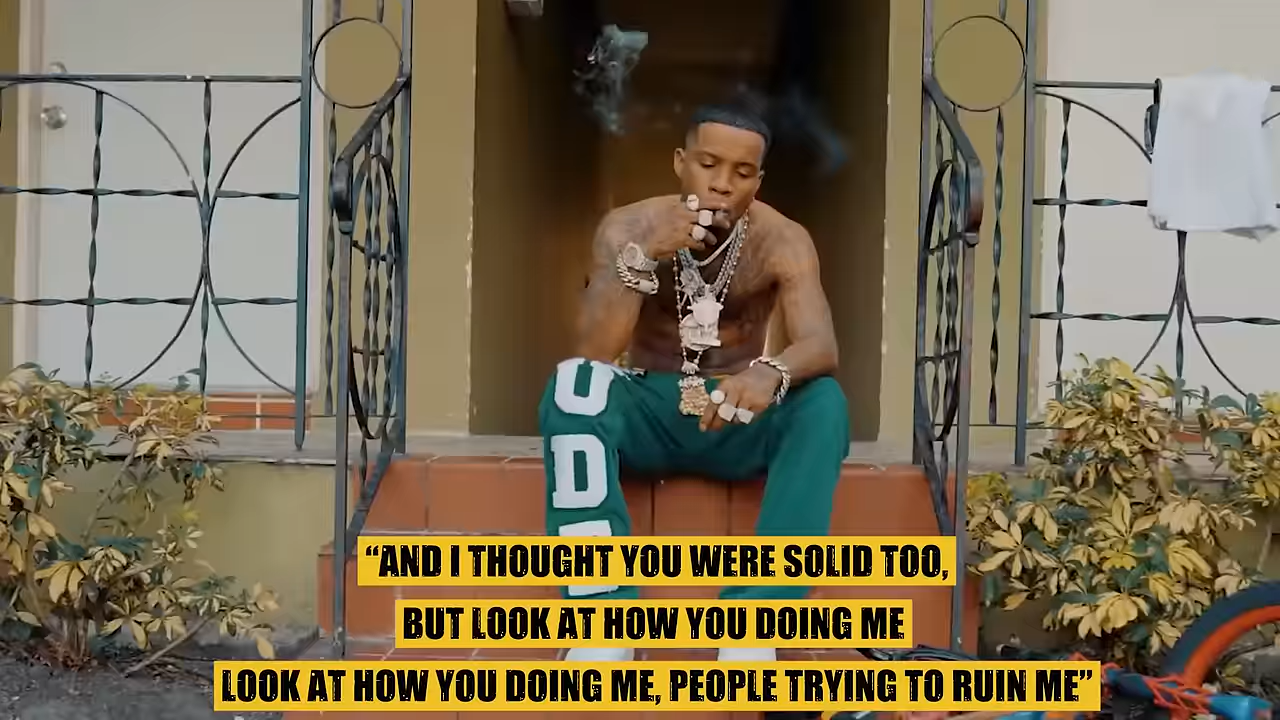 U
D
“AND I THOUGHT YOU WERE SOLID TOO,
BUT LOOK AT HOW YOU DOING ME
LOOK AT HOW YOU DOING ME, PEOPLE TRYING TO RUIN ME”